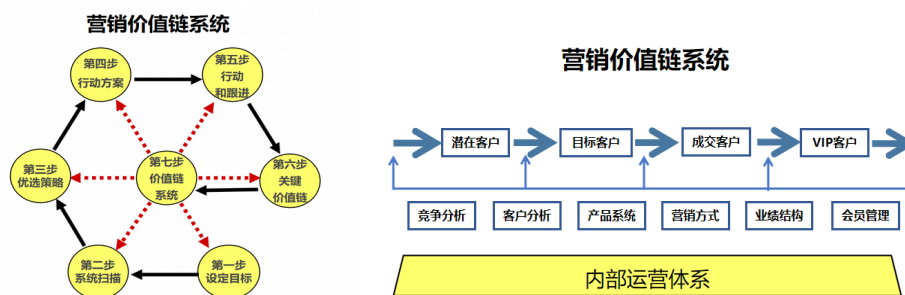 营销价值链系统
第四步
行动方案
第五步
行动
和跟进
第三步
优选策略
第七步
价值链
系统
第六步
关键
价值链
第二步
系统扫描
第一步
设定目标
营销价值链系统
潜在客户
目标客户
成交客户
VIP客户
竞争分析
客户分析
产品系统
营销方式
业绩结构
会员管理
内部运营体系